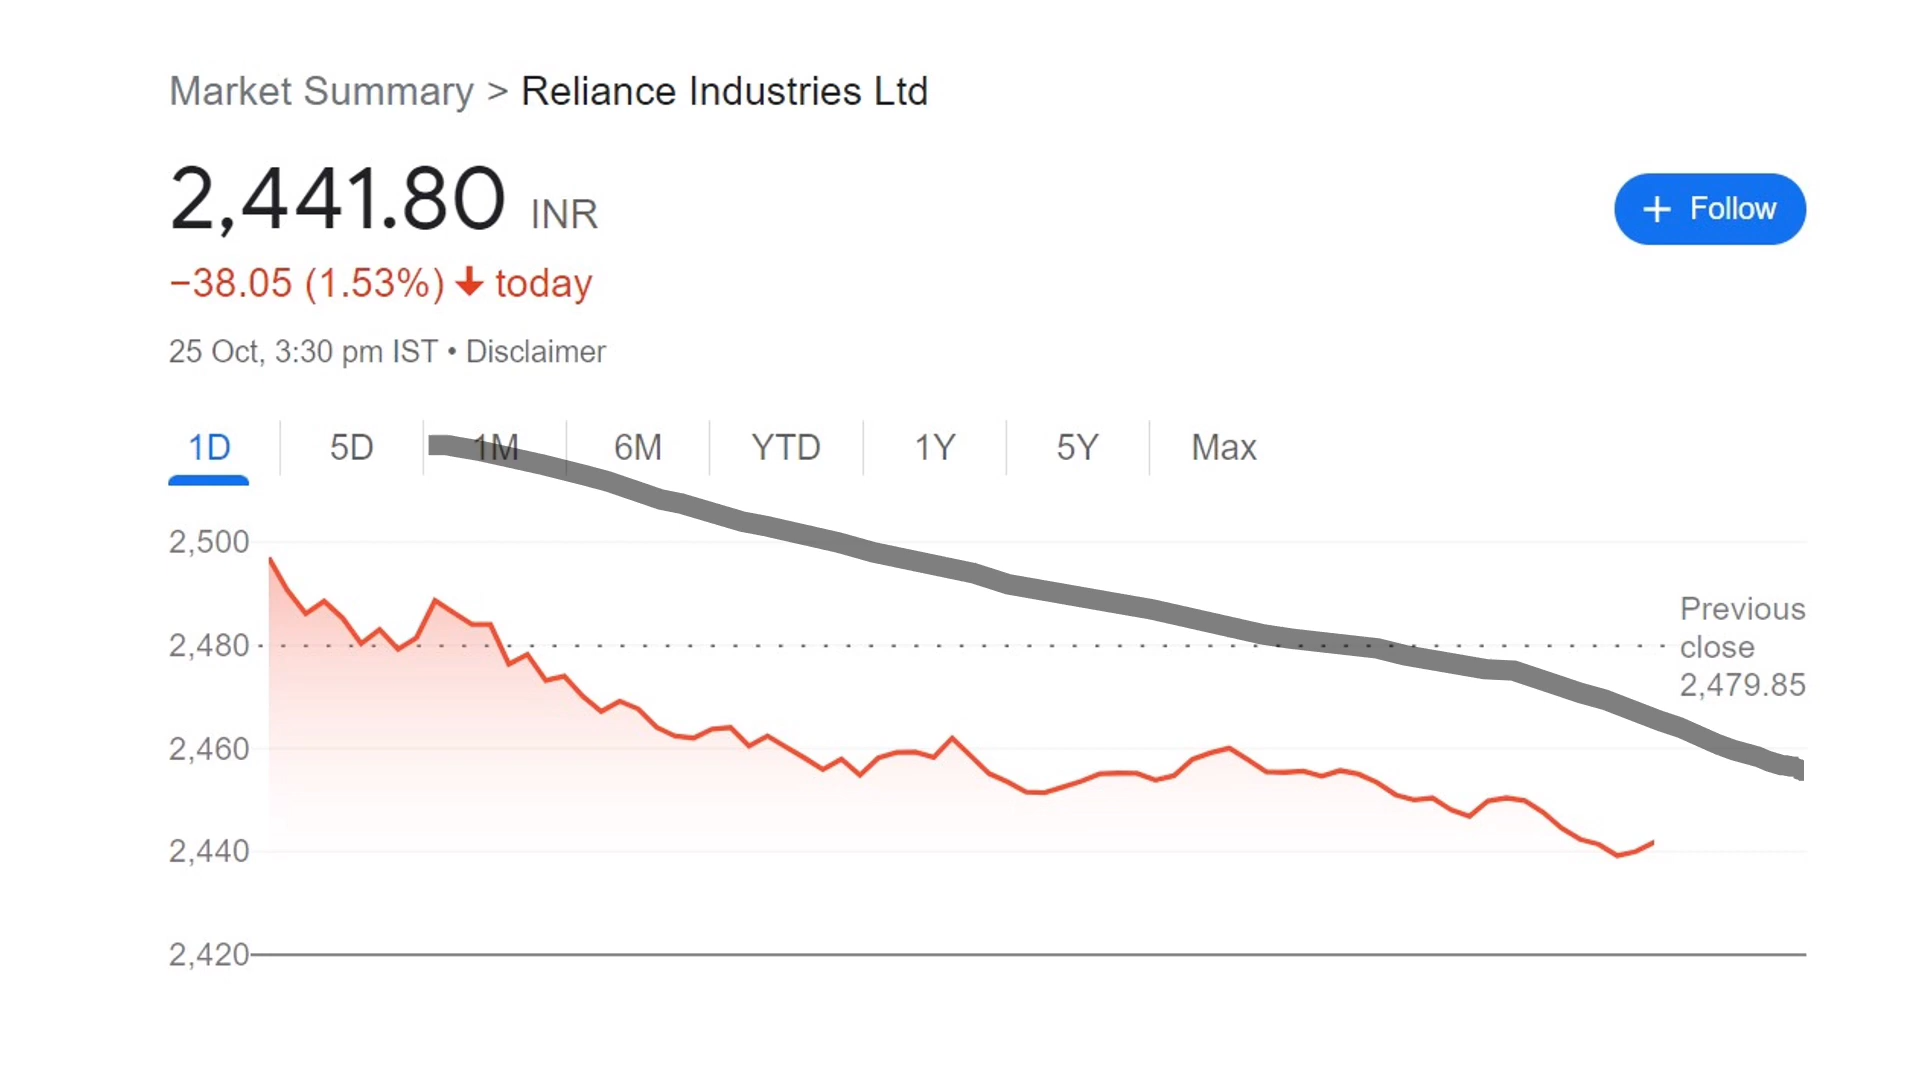 Market Summary > Reliance Industries Ltd
2,441.80 INR
+ Follow
−38.05 (1.53%) ↓ today
25 Oct, 3:30 pm IST • Disclaimer
1D 5D 1M 6M YTD 1Y 5Y Max
2,500
2,480
2,460
2,440
2,420
Previous
close
2,479.85